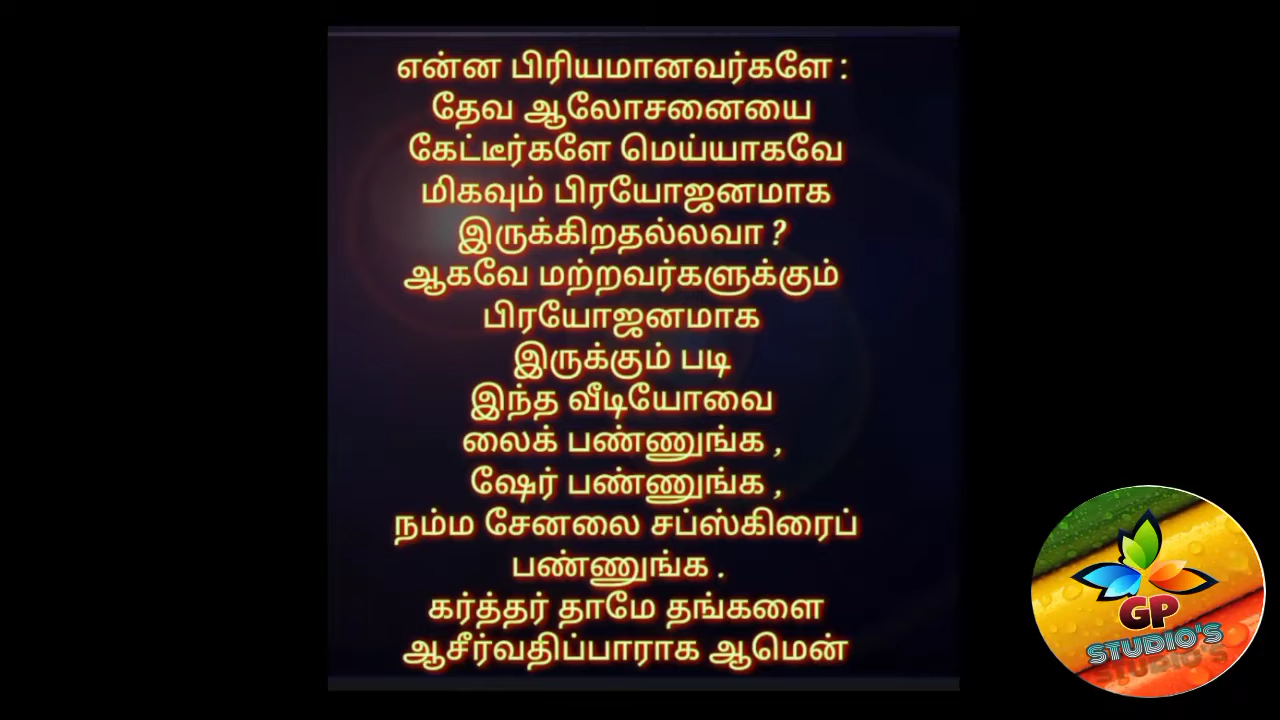 என்ன பிரியமானவர்களே :
தேவ ஆலோசனையை
கேட்டீர்களே மெய்யாகவே
மிகவும் பிரயோஜனமாக
இருக்கிறதல்லவா ?
ஆகவே மற்றவர்களுக்கும்
பிரயோஜனமாக
இருக்கும் படி
இந்த வீடியோவை
லைக் பண்ணுங்க ,
ஷேர் பண்ணுங்க ,
நம்ம சேனலை சப்ஸ்கிரைப்
பண்ணுங்க .
கர்த்தர் தாமே தங்களை
ஆசீர்வதிப்பாராக ஆமென்
GP
STUDIO'S